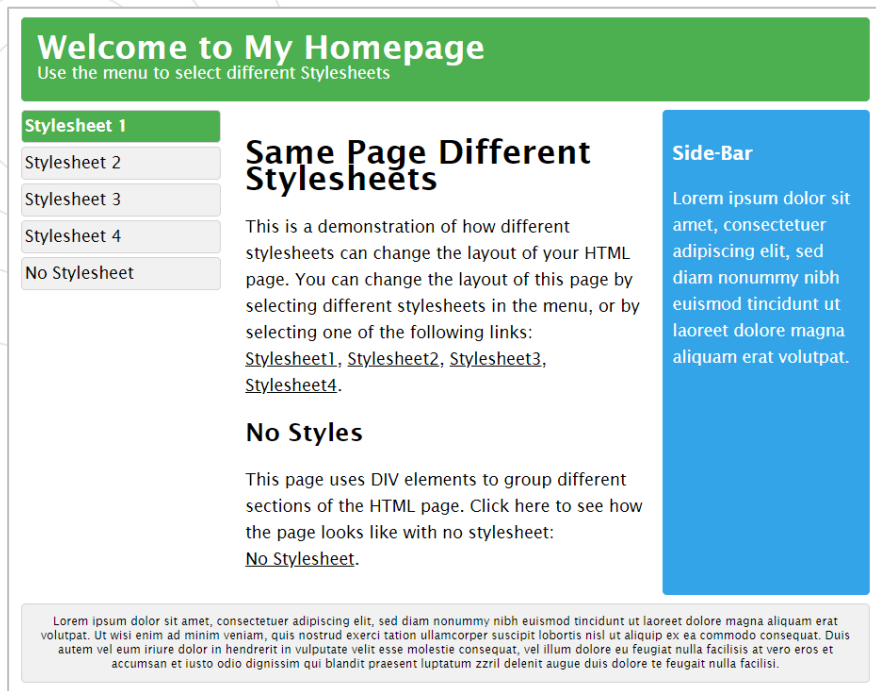 Welcome to My Homepage
Use the menu to select different Stylesheets
Stylesheet 1
Stylesheet 2
Stylesheet 3
Stylesheet 4
No Stylesheet
Same Page Different
Stylesheets
This is a demonstration of how different
stylesheets can change the layout of your HTML
page. You can change the layout of this page by
selecting different stylesheets in the menu, or by
selecting one of the following links:
Stylesheet1, Stylesheet2, Stylesheet3,
Stylesheet4.
No Styles
This page uses DIV elements to group different
sections of the HTML page. Click here to see how
the page looks like with no stylesheet:
No Stylesheet.
Side-Bar
Lorem ipsum dolor sit
amet, consectetuer
adipiscing elit, sed
diam nonummy nibh
euismod tincidunt ut
laoreet dolore magna
aliquam erat volutpat.
Lorem ipsum dolor sit amet, consectetuer adipiscing elit, sed diam nonummy nibh euismod tincidunt ut laoreet dolore magna aliquam erat
volutpat. Ut wisi enim ad minim veniam, quis nostrud exerci tation ullamcorper suscipit lobortis nisl ut aliquip ex ea commodo consequat. Duis
autem vel eum iriure dolor in hendrerit in vulputate velit esse molestie consequat, vel illum dolore eu feugiat nulla facilisis at vero eros et
accumsan et iusto odio dignissim qui blandit praesent luptatum zzril delenit augue duis dolore te feugait nulla facilisi.